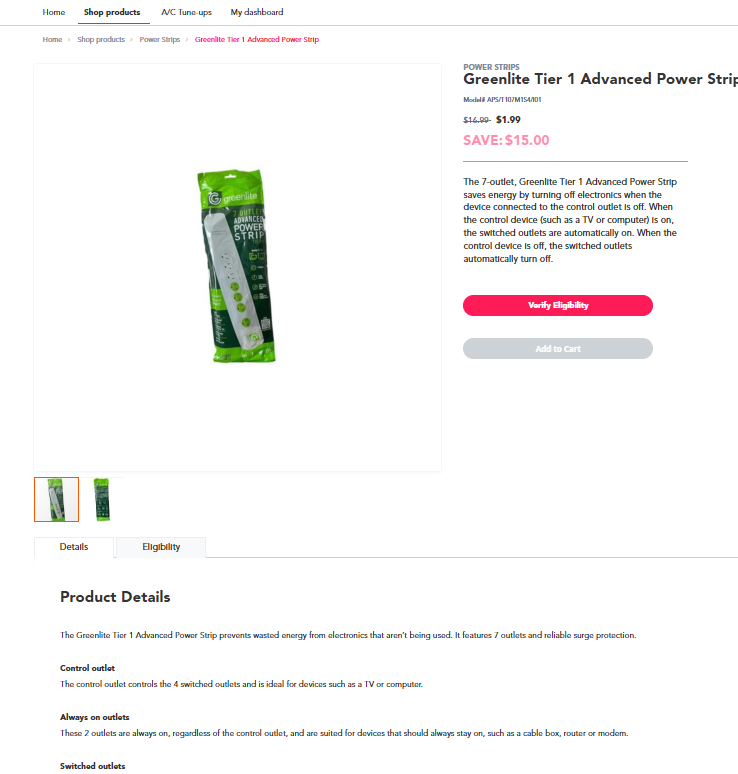 Home Shop products A/C Tune-ups My dashboard
Home > Shop products > Power Strips > Greenlite Tier 1 Advanced Power Strip
POWER STRIPS
Greenlite Tier 1 Advanced Power Strip
Model# APS/T107M1S4/I01
$16.99 $1.99
SAVE: $15.00
The 7-outlet, Greenlite Tier 1 Advanced Power Strip
saves energy by turning off electronics when the
device connected to the control outlet is off. When
the control device (such as a TV or computer) is on,
the switched outlets are automatically on. When the
control device is off, the switched outlets
automatically turn off.
Verify Eligibility
Add to Cart
greenlite
7 OUTLET
ADVANCED
POWER
STRIP
Details Eligibility
Product Details
The Greenlite Tier 1 Advanced Power Strip prevents wasted energy from electronics that aren't being used. It features 7 outlets and reliable surge protection.
Control outlet
The control outlet controls the 4 switched outlets and is ideal for devices such as a TV or computer.
Always on outlets
These 2 outlets are always on, regardless of the control outlet, and are suited for devices that should always stay on, such as a cable box, router or modem.
Switched outlets